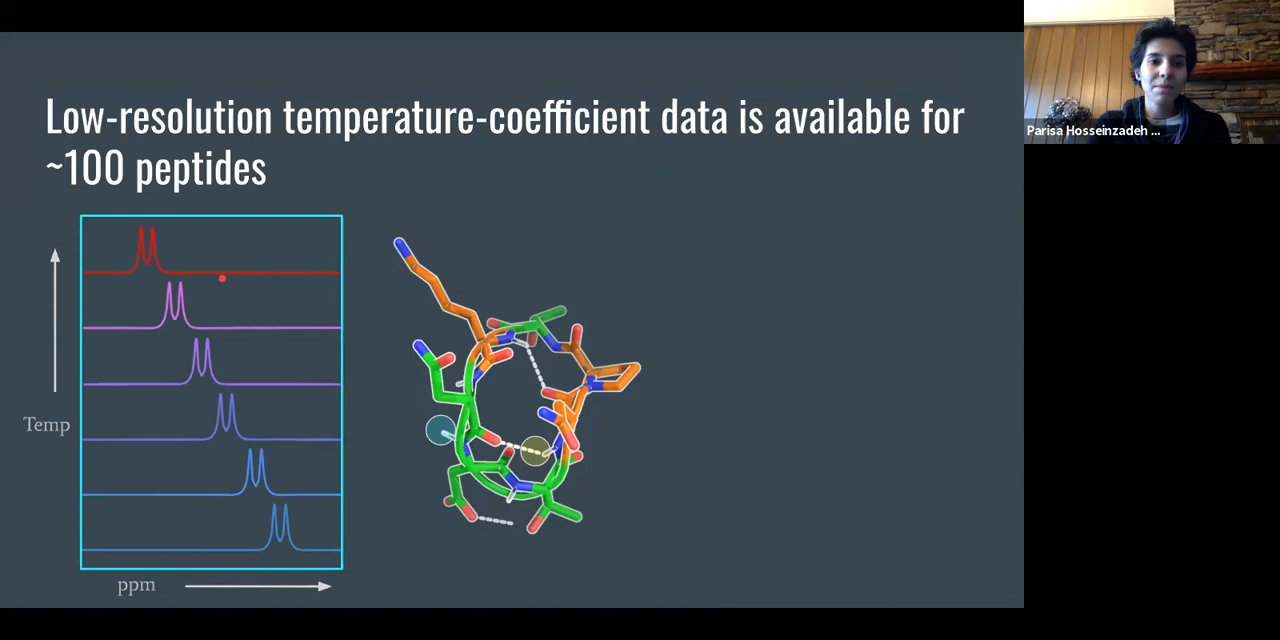 Low-resolution temperature-coefficient data is available for
~100 peptides
Parisa Hosseinzadeh ...
Temp
ppm